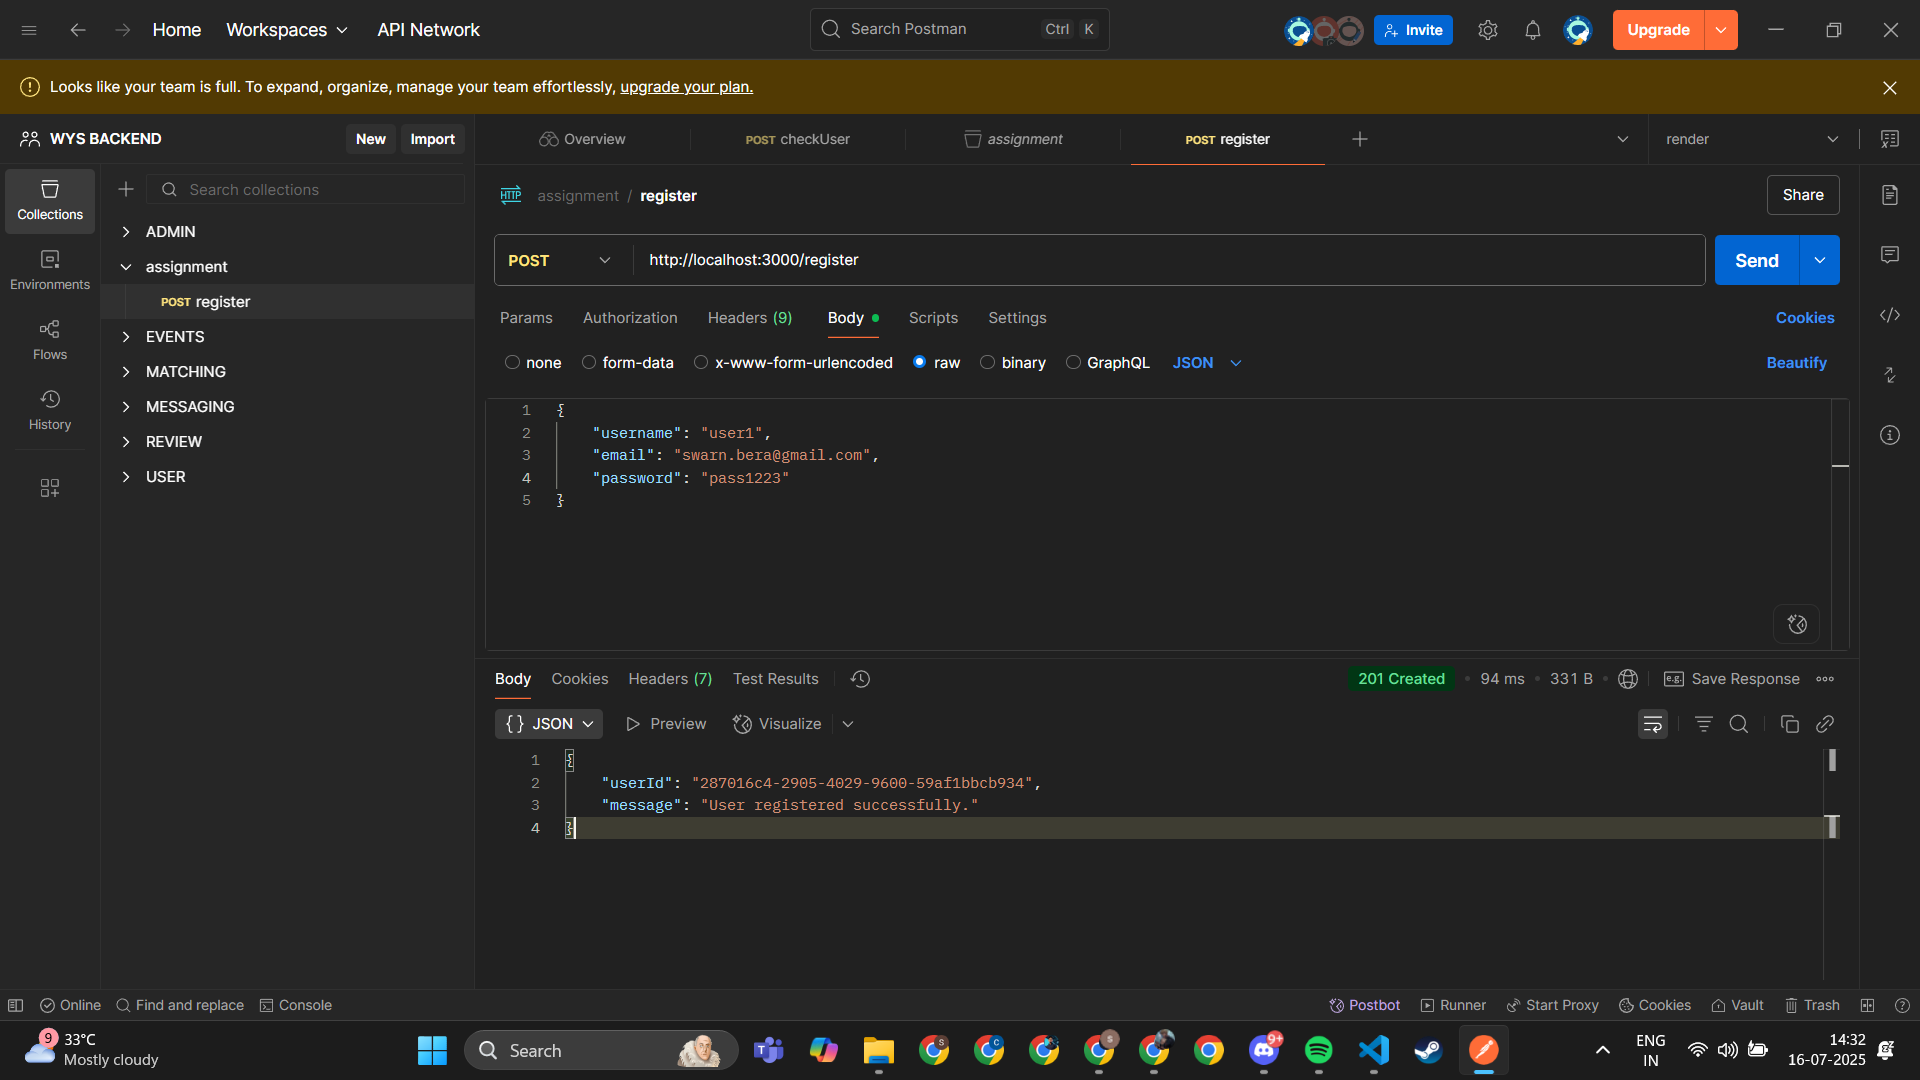 Home
Workspaces
API Network
Search Postman
Ctrl K
Invite
Upgrade
Looks like your team is full. To expand, organize, manage your team effortlessly, upgrade your plan.
WYS BACKEND
New
Import
Overview
POST checkUser
assignment
POST register
render
Collections
Environments
Flows
History
Search collections
ADMIN
assignment
POST register
EVENTS
MATCHING
MESSAGING
REVIEW
USER
HTTP
assignment / register
Share
POST
http://localhost:3000/register
Send
Params
Authorization
Headers (9)
Body
Scripts
Settings
Cookies
none
form-data
x-www-form-urlencoded
raw
binary
GraphQL
JSON
Beautify
1 {
2 "username": "user1",
3 "email": "swarn.bera@gmail.com",
4 "password": "pass1223"
5 }
Body
Cookies
Headers (7)
Test Results
201 Created
94 ms
331 B
e.g. Save Response
{} JSON
Preview
Visualize
1 {
2 "userId": "287016c4-2905-4029-9600-59af1bbcb934",
3 "message": "User registered successfully."
4 }
Online
Find and replace
Console
Postbot
Runner
Start Proxy
Cookies
Vault
Trash
9
33°C
Mostly cloudy
Search
S
C
S
9+
ENG
IN
14:32
16-07-2025